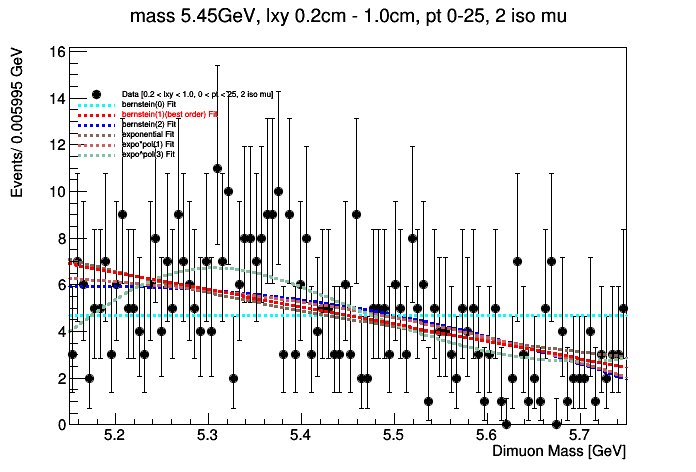 mass 5.45GeV, lxy 0.2cm - 1.0cm, pt 0-25, 2 iso mu
Events/ 0.005995 GeV
16
14
12
10
8
6
4
2
0
Data [0.2 < lxy < 1.0, 0 < pt < 25, 2 iso mu]
bernstein(0) Fit
bernstein(1)(best order) Fit
bernstein(2) Fit
exponential Fit
expo*pol(1) Fit
expo*pol(3) Fit
5.2 5.3 5.4 5.5 5.6 5.7
Dimuon Mass [GeV]